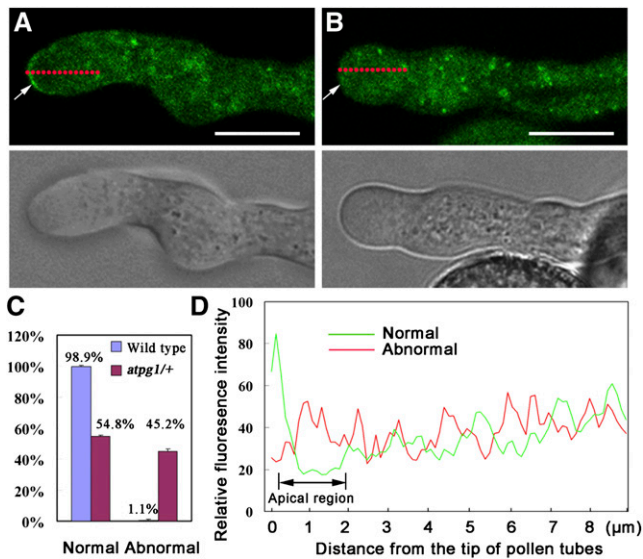 A
B
C
120%
100%
80%
60%
40%
20%
0%
98.9%
54.8%
45.2%
1.1%
Wild type
atpg1/+
Normal Abnormal
D
Relative fluoresence intensity
100
80
60
40
20
0
Normal
Abnormal
Apical region
0 1 2 3 4 5 6 7 8 (µm)
Distance from the tip of pollen tubes